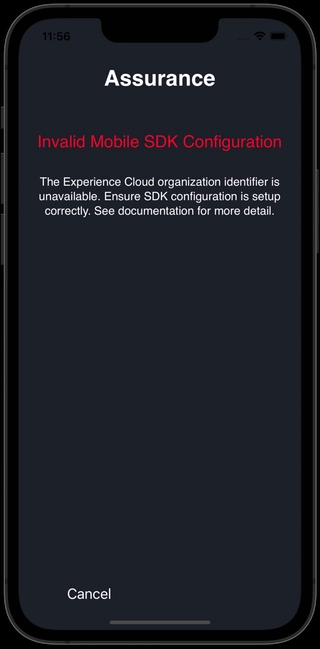 11:56
Assurance
Invalid Mobile SDK Configuration
The Experience Cloud organization identifier is
unavailable. Ensure SDK configuration is setup
correctly. See documentation for more detail.
Cancel